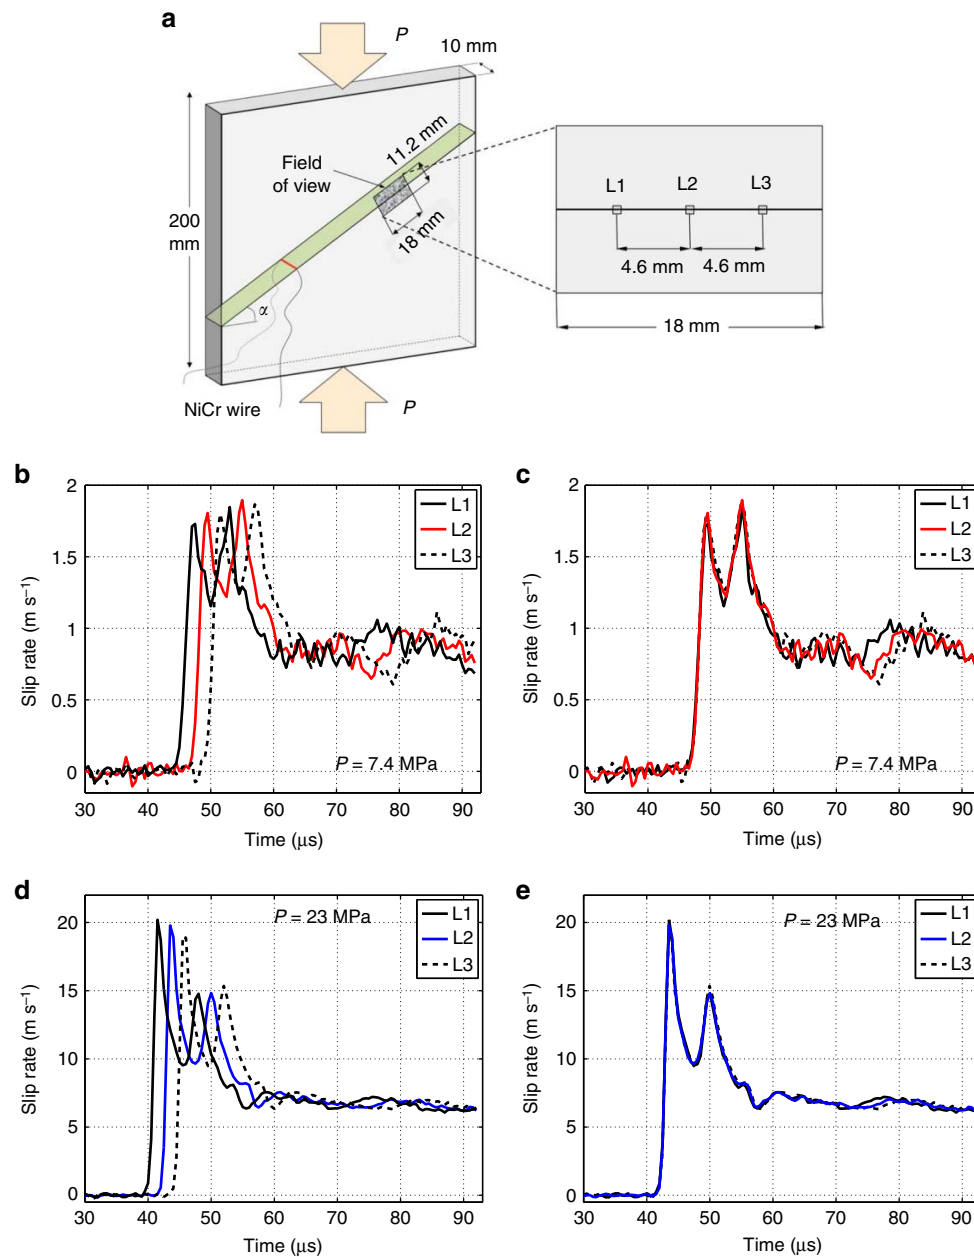 a
P
10 mm
11.2 mm
Field
of view
18 mm
200
mm
α
NiCr wire
P
L1 L2 L3
4.6 mm 4.6 mm
18 mm
b
2
1.5
1
0.5
0
Slip rate (m s⁻¹)
L1
L2
L3
P = 7.4 MPa
30 40 50 60 70 80 90
Time (μs)
c
2
1.5
1
0.5
0
Slip rate (m s⁻¹)
L1
L2
L3
P = 7.4 MPa
30 40 50 60 70 80 90
Time (μs)
d
20
15
10
5
0
Slip rate (m s⁻¹)
P = 23 MPa
L1
L2
L3
30 40 50 60 70 80 90
Time (μs)
e
20
15
10
5
0
Slip rate (m s⁻¹)
P = 23 MPa
L1
L2
L3
30 40 50 60 70 80 90
Time (μs)